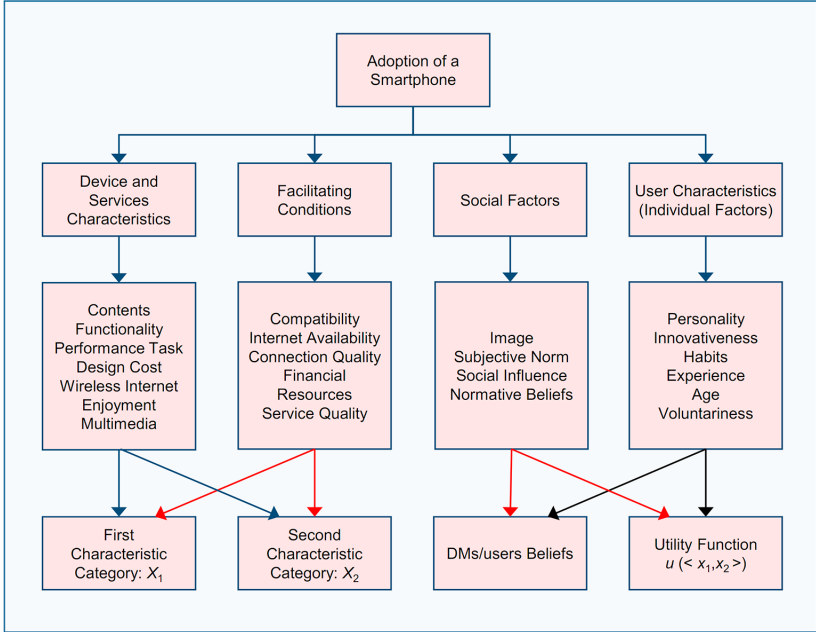 Adoption of a
Smartphone
Device and
Services
Characteristics
Facilitating
Conditions
Social Factors
User Characteristics
(Individual Factors)
Contents
Functionality
Performance Task
Design Cost
Wireless Internet
Enjoyment
Multimedia
Compatibility
Internet Availability
Connection Quality
Financial
Resources
Service Quality
Image
Subjective Norm
Social Influence
Normative Beliefs
Personality
Innovativeness
Habits
Experience
Age
Voluntariness
First
Characteristic
Category: X₁
Second
Characteristic
Category: X₂
DMs/users Beliefs
Utility Function
u (< x₁,x₂ >)